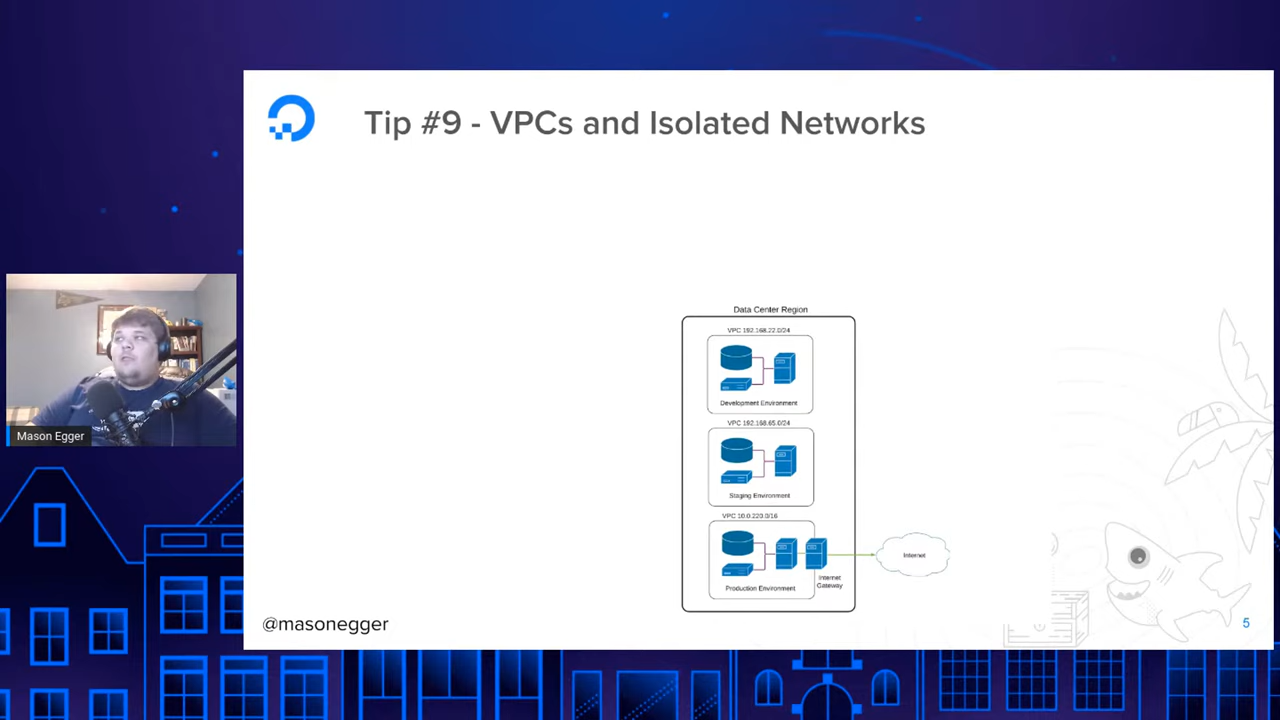 Tip #9 - VPCs and Isolated Networks
Data Center Region
VPC 192.168.22.0/24
Development Environment
VPC 192.168.65.0/24
Staging Environment
VPC 10.0.220.0/16
Production Environment
Internet
Gateway
Internet
Mason Egger
@masonegger
5